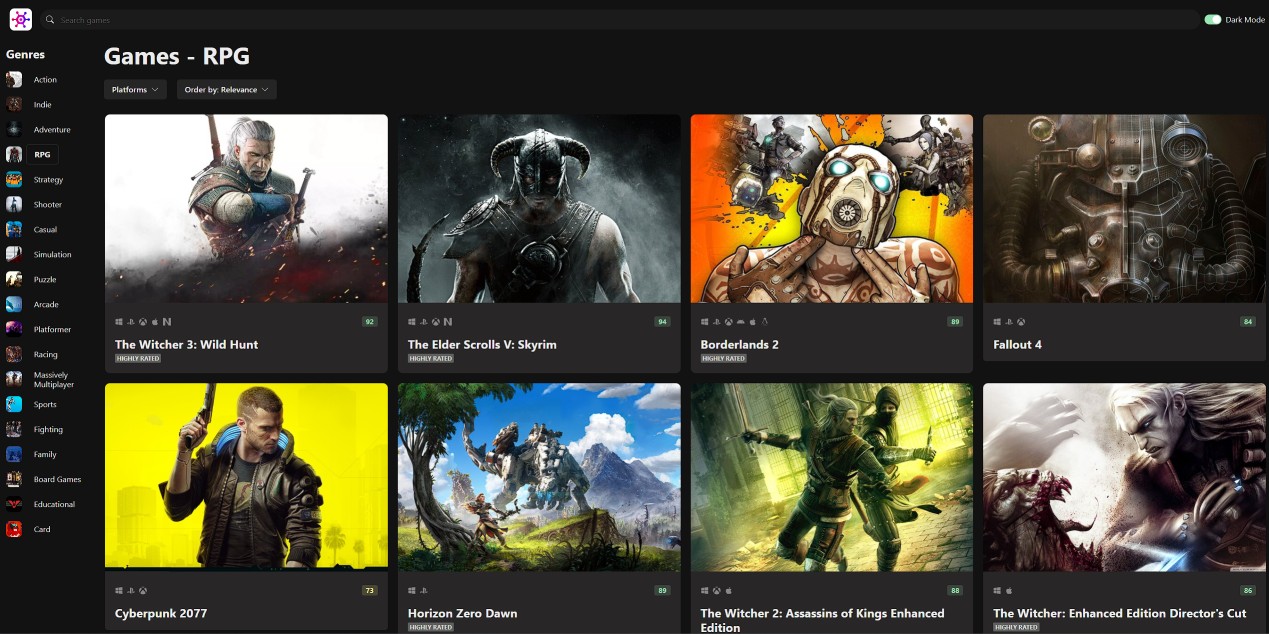 Search games
Dark Mode
Genres
Action
Indie
Adventure
RPG
Strategy
Shooter
Casual
Simulation
Puzzle
Arcade
Platformer
Racing
Massively
Multiplayer
Sports
Fighting
Family
Board Games
Educational
Card
Games - RPG
Platforms
Order by: Relevance
92
The Witcher 3: Wild Hunt
HIGHLY RATED
94
The Elder Scrolls V: Skyrim
HIGHLY RATED
89
Borderlands 2
HIGHLY RATED
84
Fallout 4
73
Cyberpunk 2077
89
Horizon Zero Dawn
HIGHLY RATED
88
The Witcher 2: Assassins of Kings Enhanced
Edition
86
The Witcher: Enhanced Edition Director's Cut
HIGHLY RATED